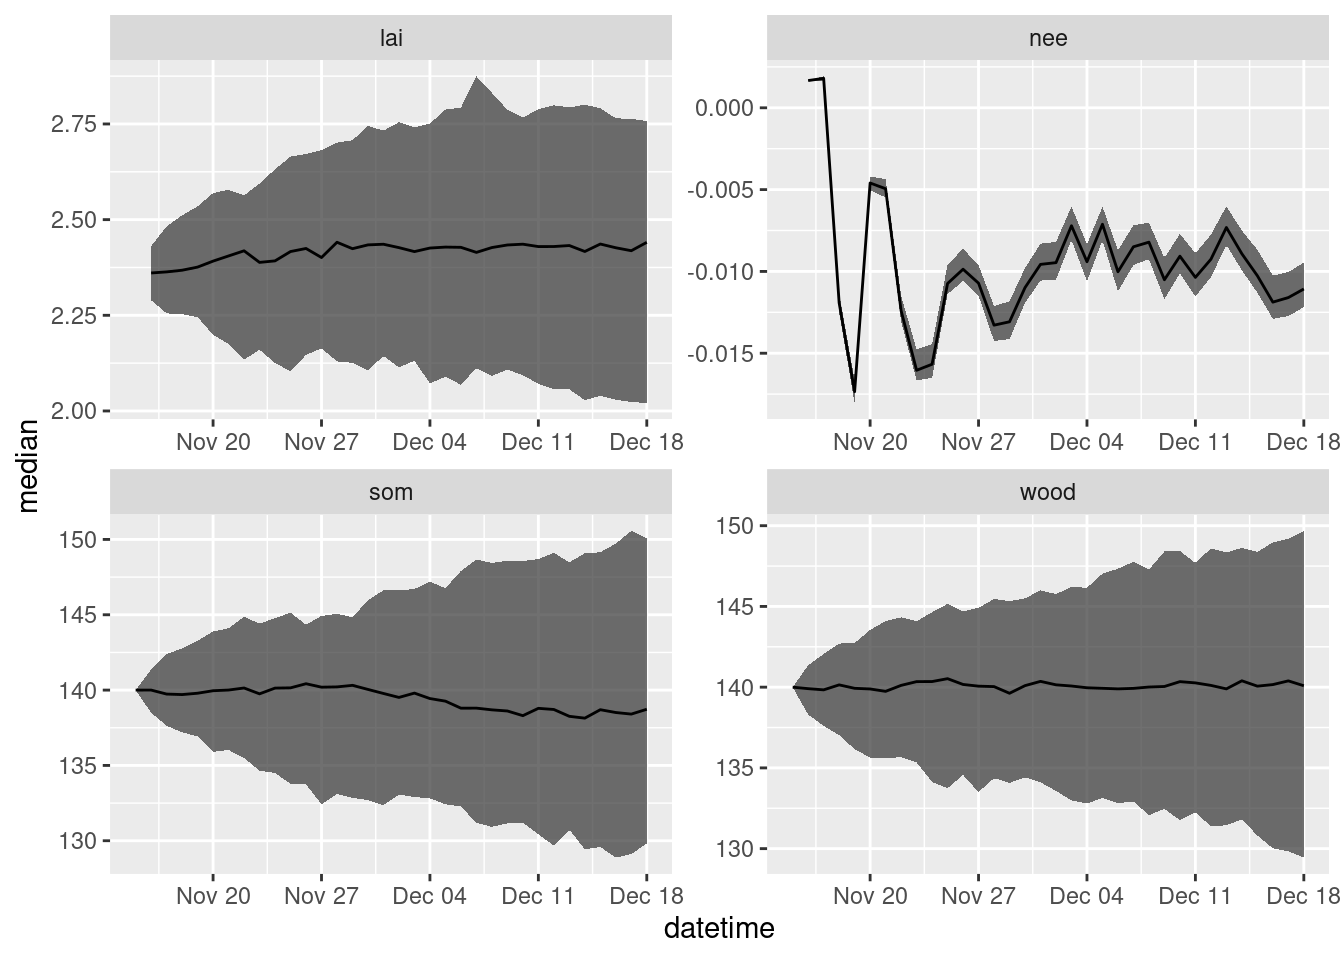 lai
nee
2.75
2.50
2.25
2.00
0.000
-0.005
-0.010
-0.015
Nov 20 Nov 27 Dec 04 Dec 11 Dec 18
Nov 20 Nov 27 Dec 04 Dec 11 Dec 18
median
som
wood
150
145
140
135
130
150
145
140
135
130
Nov 20 Nov 27 Dec 04 Dec 11 Dec 18
Nov 20 Nov 27 Dec 04 Dec 11 Dec 18
datetime